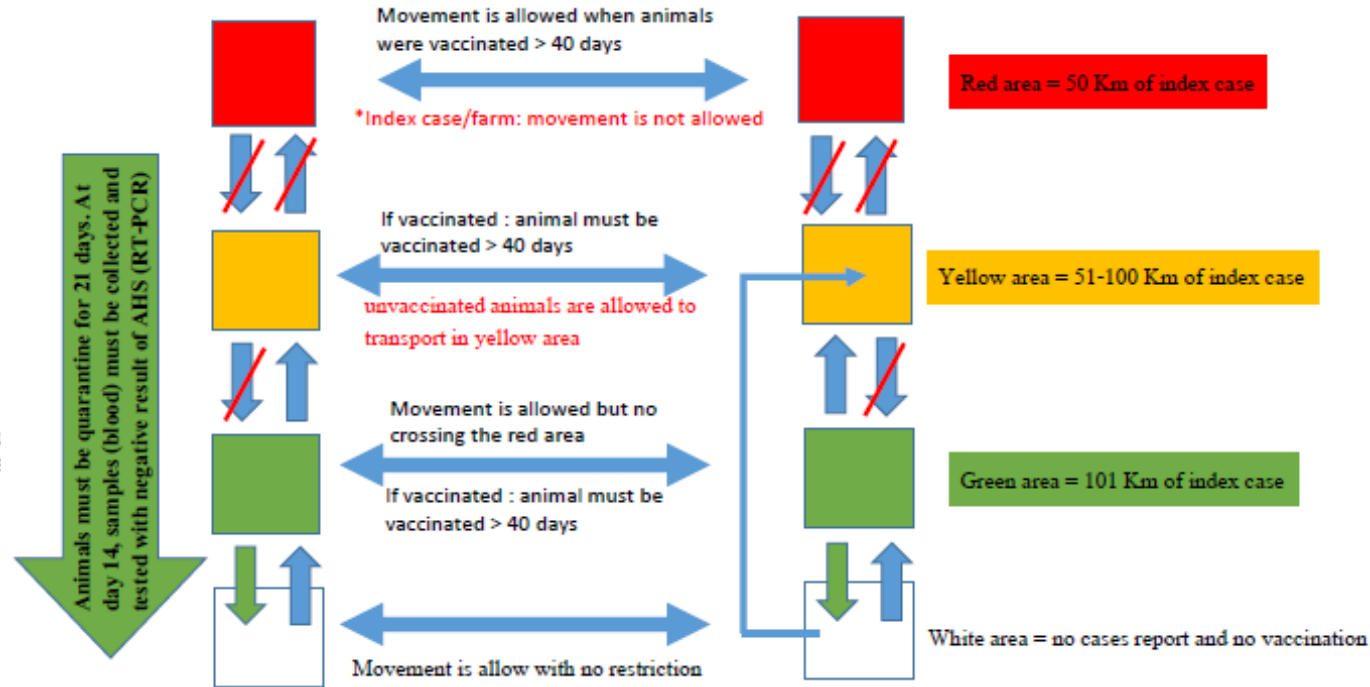 Movement is allowed when animals
were vaccinated > 40 days
*Index case/farm: movement is not allowed
Red area = 50 Km of index case
Animals must be quarantine for 21 days. At
day 14, samples (blood) must be collected and
tested with negative result of AHS (RT-PCR)
If vaccinated : animal must be
vaccinated > 40 days
unvaccinated animals are allowed to
transport in yellow area
Yellow area = 51-100 Km of index case
Movement is allowed but no
crossing the red area
If vaccinated : animal must be
vaccinated > 40 days
Green area = 101 Km of index case
Movement is allow with no restriction
White area = no cases report and no vaccination